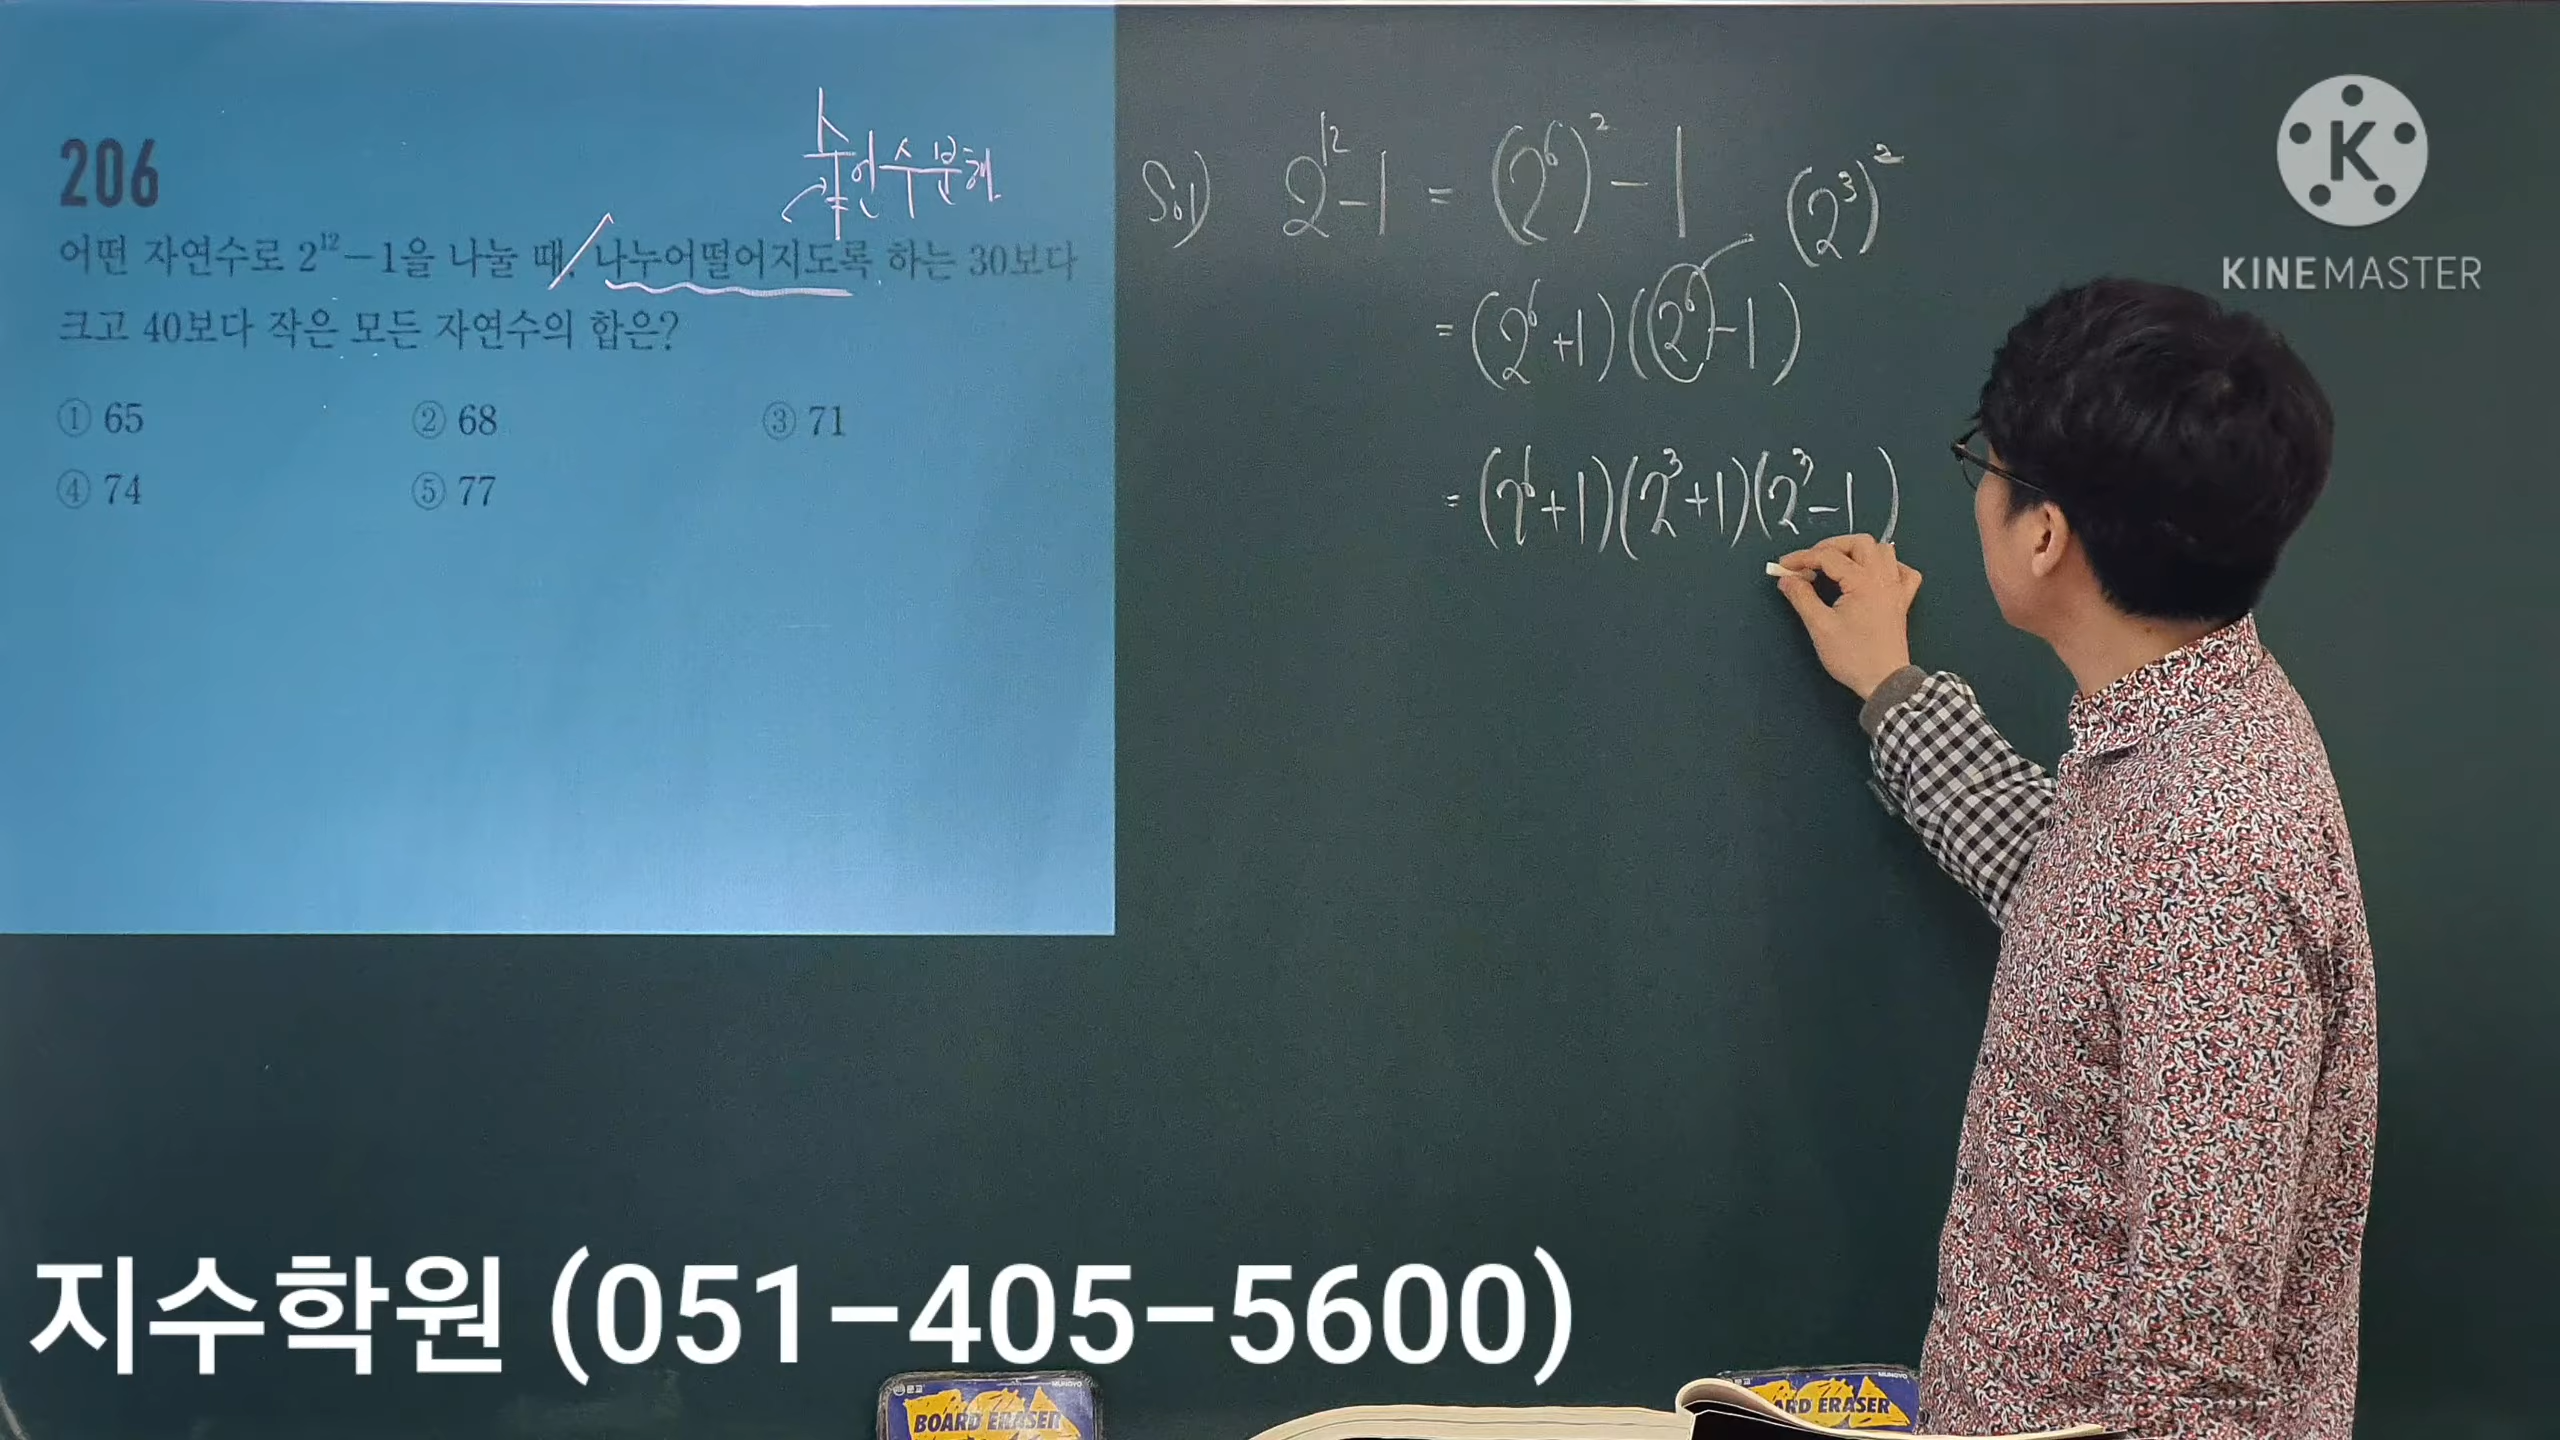 206
소인수분해
어떤 자연수로 2¹²−1을 나눌 때, 나누어떨어지도록 하는 30보다
크고 40보다 작은 모든 자연수의 합은?
① 65 ② 68 ③ 71
④ 74 ⑤ 77
Sol) 2¹²−1 = (2⁶)²−1
(2³)²
=(2⁶+1)(2⁶−1)
=(2⁶+1)(2³+1)(2³−1)
K
KINEMASTER
지수학원 (051-405-5600)
MUNGYO
BOARD ERASER
MUNGYO
ARD ERASER